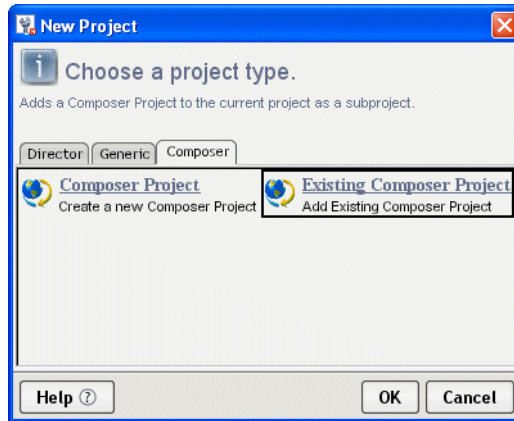 New Project
Choose a project type.
Adds a Composer Project to the current project as a subproject.
Director Generic Composer
Composer Project Existing Composer Project
Create a new Composer Project Add Existing Composer Project
Help ? OK Cancel